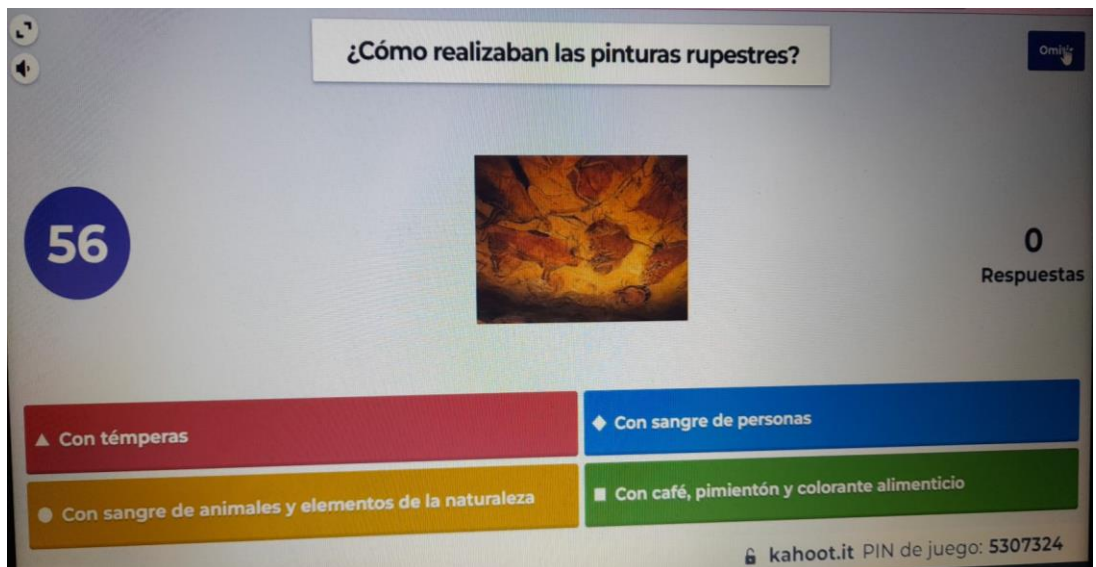 ¿Cómo realizaban las pinturas rupestres?
Omitir
56
0
Respuestas
Con témperas
Con sangre de personas
Con sangre de animales y elementos de la naturaleza
Con café, pimientón y colorante alimenticio
kahoot.it PIN de juego: 5307324